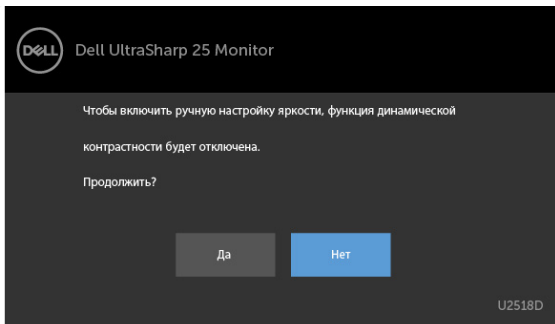 DELL
Dell UltraSharp 25 Monitor
Чтобы включить ручную настройку яркости, функция динамической
контрастности будет отключена.
Продолжить?
Да
Нет
U2518D